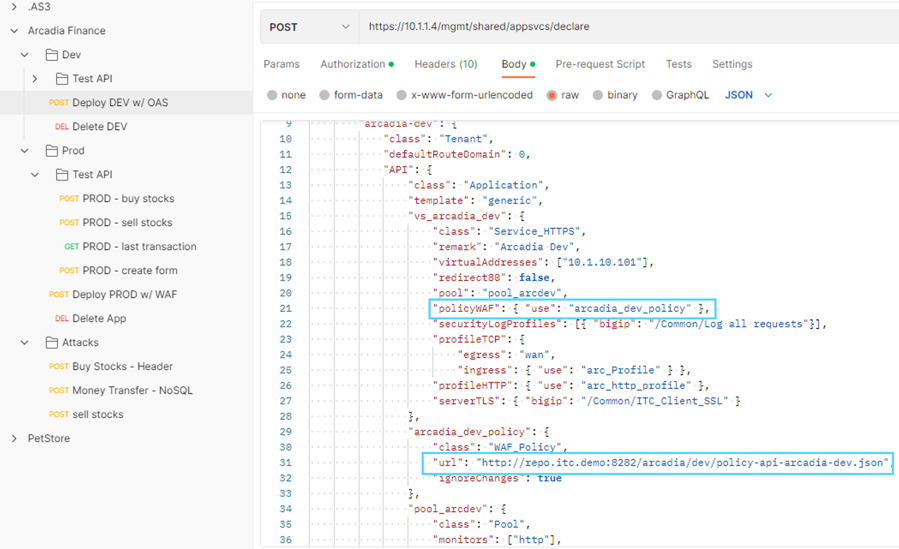 .AS3
Arcadia Finance
Dev
Test API
POST Deploy DEV w/ OAS
DEL Delete DEV
Prod
Test API
POST PROD - buy stocks
POST PROD - sell stocks
GET PROD - last transaction
POST PROD - create form
POST Deploy PROD w/ WAF
DEL Delete App
Attacks
POST Buy Stocks - Header
POST Money Transfer - NoSQL
POST sell stocks
PetStore
POST https://10.1.1.4/mgmt/shared/appsvcs/declare
Params Authorization Headers (10) Body Pre-request Script Tests Settings
none form-data x-www-form-urlencoded raw binary GraphQL JSON
9 "arcadia-dev": {
10 "class": "Tenant",
11 "defaultRouteDomain": 0,
12 "API": {
13 "class": "Application",
14 "template": "generic",
15 "vs_arcadia_dev": {
16 "class": "Service_HTTPS",
17 "remark": "Arcadia Dev",
18 "virtualAddresses": ["10.1.10.101"],
19 "redirect80": false,
20 "pool": "pool_arcdev",
21 "policyWAF": { "use": "arcadia_dev_policy" },
22 "securityLogProfiles": [{ "bigip": "/Common/Log all requests"}],
23 "profileTCP": {
24 "egress": "wan",
25 "ingress": { "use": "arc_Profile" } },
26 "profileHTTP": { "use": "arc_http_profile" },
27 "serverTLS": { "bigip": "/Common/ITC_Client_SSL" }
28 },
29 "arcadia_dev_policy": {
30 "class": "WAF_Policy",
31 "url": "http://repo.itc.demo:8282/arcadia/dev/policy-api-arcadia-dev.json",
32 "ignoreChanges": true
33 },
34 "pool_arcdev": {
35 "class": "Pool",
36 "monitors": ["http"],